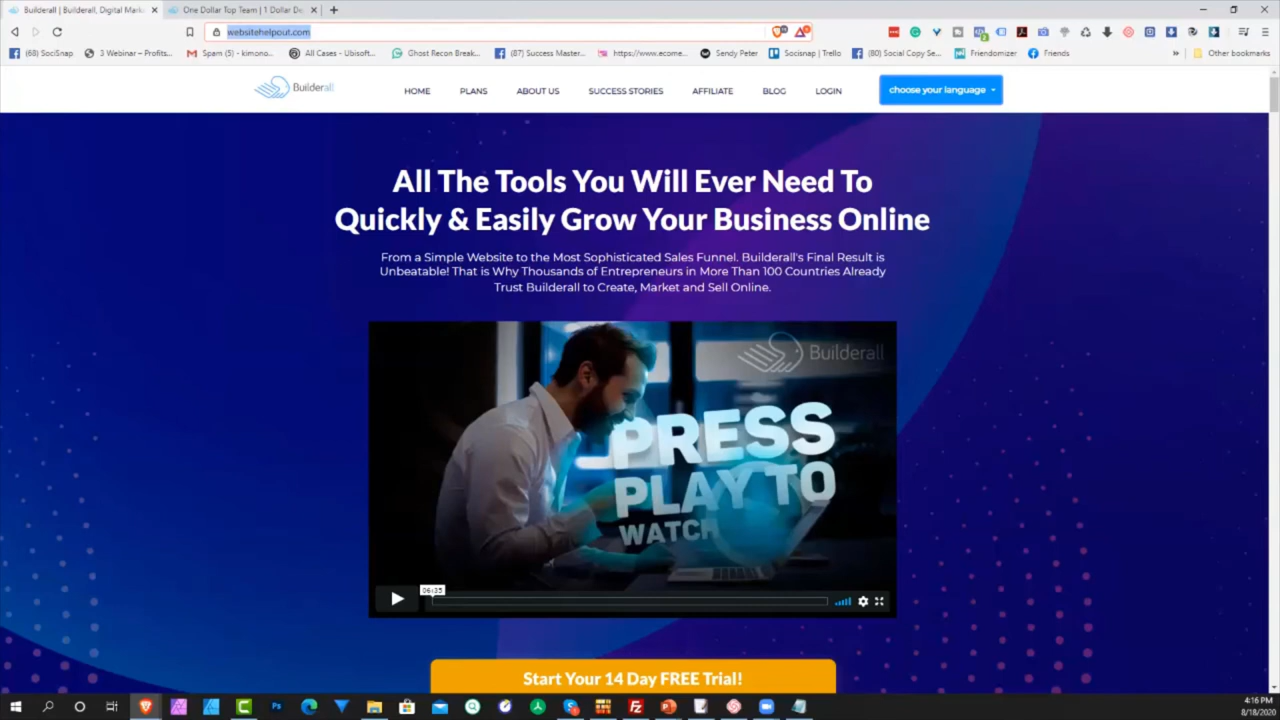 Builderall | Builderall, Digital Mark
One Dollar Top Team | 1 Dollar D
websitehelpout.com
(68) SociSnap
3 Webinar – Profits...
Spam (5) - kimono...
All Cases - Ubisoft...
Ghost Recon Break...
(87) Success Master...
https://www.ecome...
Sendy Peter
Socisnap | Trello
(80) Social Copy Se...
Friendomizer
Friends
»
Other bookmarks
Builderall
HOME
PLANS
ABOUT US
SUCCESS STORIES
AFFILIATE
BLOG
LOGIN
choose your language
All The Tools You Will Ever Need To
Quickly & Easily Grow Your Business Online
From a Simple Website to the Most Sophisticated Sales Funnel. Builderall's Final Result is
Unbeatable! That is Why Thousands of Entrepreneurs in More Than 100 Countries Already
Trust Builderall to Create, Market and Sell Online.
Builderall
PRESS
PLAY TO
WATCH
06:35
Start Your 14 Day FREE Trial!
4:16 PM
8/18/2020